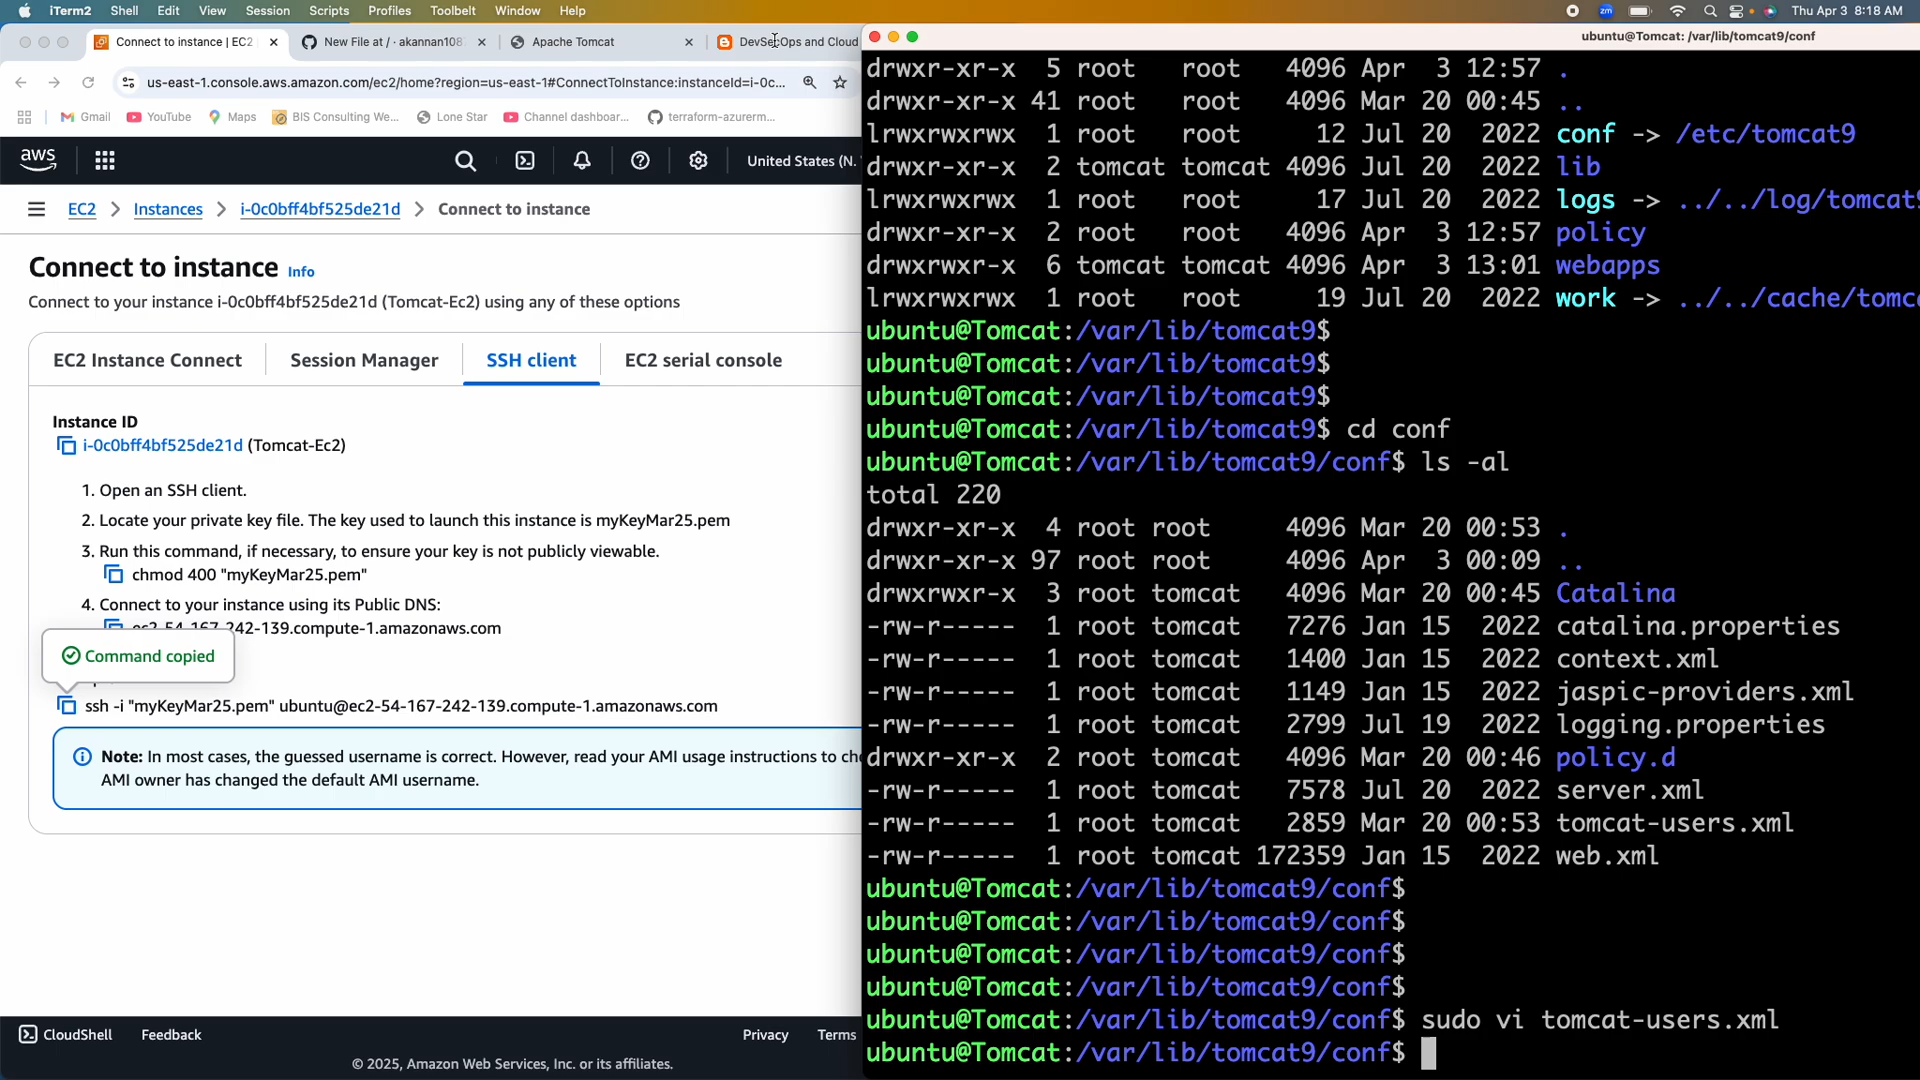 iTerm2 Shell Edit View Session Scripts Profiles Toolbelt Window Help
zm
Thu Apr 3 8:18 AM
Connect to instance | EC2
New File at / · akannan108
Apache Tomcat
DevSecOps and Cloud
us-east-1.console.aws.amazon.com/ec2/home?region=us-east-1#ConnectToInstance:instanceId=i-0c...
Gmail YouTube Maps BIS Consulting We... Lone Star Channel dashboar... terraform-azurerm...
aws
United States (N.
EC2 > Instances > i-0c0bff4bf525de21d > Connect to instance
Connect to instance Info
Connect to your instance i-0c0bff4bf525de21d (Tomcat-Ec2) using any of these options
EC2 Instance Connect Session Manager SSH client EC2 serial console
Instance ID
i-0c0bff4bf525de21d (Tomcat-Ec2)
1. Open an SSH client.
2. Locate your private key file. The key used to launch this instance is myKeyMar25.pem
3. Run this command, if necessary, to ensure your key is not publicly viewable.
chmod 400 "myKeyMar25.pem"
4. Connect to your instance using its Public DNS:
ec2-54-167-242-139.compute-1.amazonaws.com
Command copied
ssh -i "myKeyMar25.pem" ubuntu@ec2-54-167-242-139.compute-1.amazonaws.com
Note: In most cases, the guessed username is correct. However, read your AMI usage instructions to che
AMI owner has changed the default AMI username.
CloudShell Feedback Privacy Terms
© 2025, Amazon Web Services, Inc. or its affiliates.
ubuntu@Tomcat: /var/lib/tomcat9/conf
drwxr-xr-x 5 root root 4096 Apr 3 12:57 .
drwxr-xr-x 41 root root 4096 Mar 20 00:45 ..
lrwxrwxrwx 1 root root 12 Jul 20 2022 conf -> /etc/tomcat9
drwxr-xr-x 2 tomcat tomcat 4096 Jul 20 2022 lib
lrwxrwxrwx 1 root root 17 Jul 20 2022 logs -> ../../log/tomcat9
drwxr-xr-x 2 root root 4096 Apr 3 12:57 policy
drwxrwxr-x 6 tomcat tomcat 4096 Apr 3 13:01 webapps
lrwxrwxrwx 1 root root 19 Jul 20 2022 work -> ../../cache/tomc
ubuntu@Tomcat:/var/lib/tomcat9$
ubuntu@Tomcat:/var/lib/tomcat9$
ubuntu@Tomcat:/var/lib/tomcat9$
ubuntu@Tomcat:/var/lib/tomcat9$ cd conf
ubuntu@Tomcat:/var/lib/tomcat9/conf$ ls -al
total 220
drwxr-xr-x 4 root root 4096 Mar 20 00:53 .
drwxr-xr-x 97 root root 4096 Apr 3 00:09 ..
drwxrwxr-x 3 root tomcat 4096 Mar 20 00:45 Catalina
-rw-r----- 1 root tomcat 7276 Jan 15 2022 catalina.properties
-rw-r----- 1 root tomcat 1400 Jan 15 2022 context.xml
-rw-r----- 1 root tomcat 1149 Jan 15 2022 jaspic-providers.xml
-rw-r----- 1 root tomcat 2799 Jul 19 2022 logging.properties
drwxr-xr-x 2 root tomcat 4096 Mar 20 00:46 policy.d
-rw-r----- 1 root tomcat 7578 Jul 20 2022 server.xml
-rw-r----- 1 root tomcat 2859 Mar 20 00:53 tomcat-users.xml
-rw-r----- 1 root tomcat 172359 Jan 15 2022 web.xml
ubuntu@Tomcat:/var/lib/tomcat9/conf$
ubuntu@Tomcat:/var/lib/tomcat9/conf$
ubuntu@Tomcat:/var/lib/tomcat9/conf$
ubuntu@Tomcat:/var/lib/tomcat9/conf$
ubuntu@Tomcat:/var/lib/tomcat9/conf$ sudo vi tomcat-users.xml
ubuntu@Tomcat:/var/lib/tomcat9/conf$